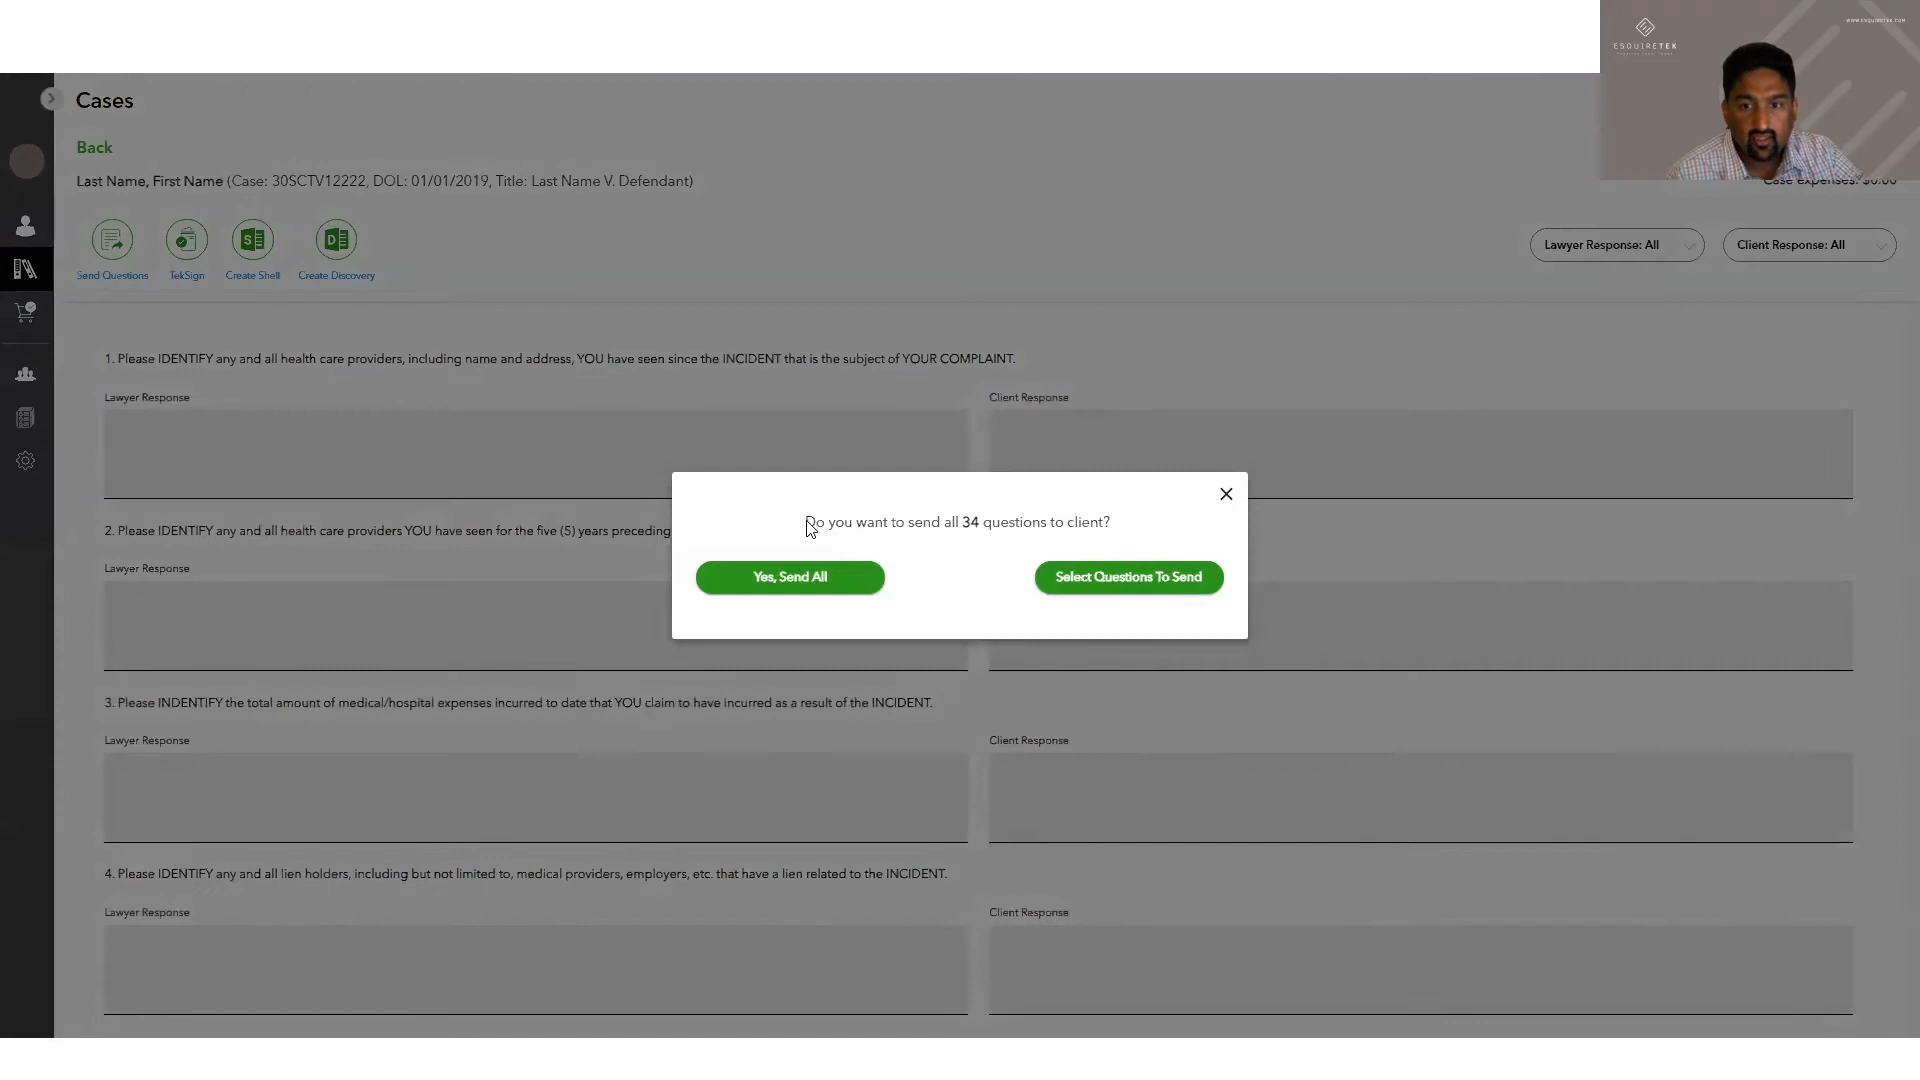 ESQUIRETEK
WWW.ESQUIRETEK.COM
Cases
Back
Last Name, First Name (Case: 30SCTV12222, DOL: 01/01/2019, Title: Last Name V. Defendant)
Case expenses: $0.00
Send Questions
TekSign
Create Shell
Create Discovery
Lawyer Response: All
Client Response: All
1. Please IDENTIFY any and all health care providers, including name and address, YOU have seen since the INCIDENT that is the subject of YOUR COMPLAINT.
Lawyer Response
Client Response
Do you want to send all 34 questions to client?
2. Please IDENTIFY any and all health care providers YOU have seen for the five (5) years preceding
Lawyer Response
Yes, Send All
Select Questions To Send
3. Please INDENTIFY the total amount of medical/hospital expenses incurred to date that YOU claim to have incurred as a result of the INCIDENT.
Lawyer Response
Client Response
4. Please IDENTIFY any and all lien holders, including but not limited to, medical providers, employers, etc. that have a lien related to the INCIDENT.
Lawyer Response
Client Response